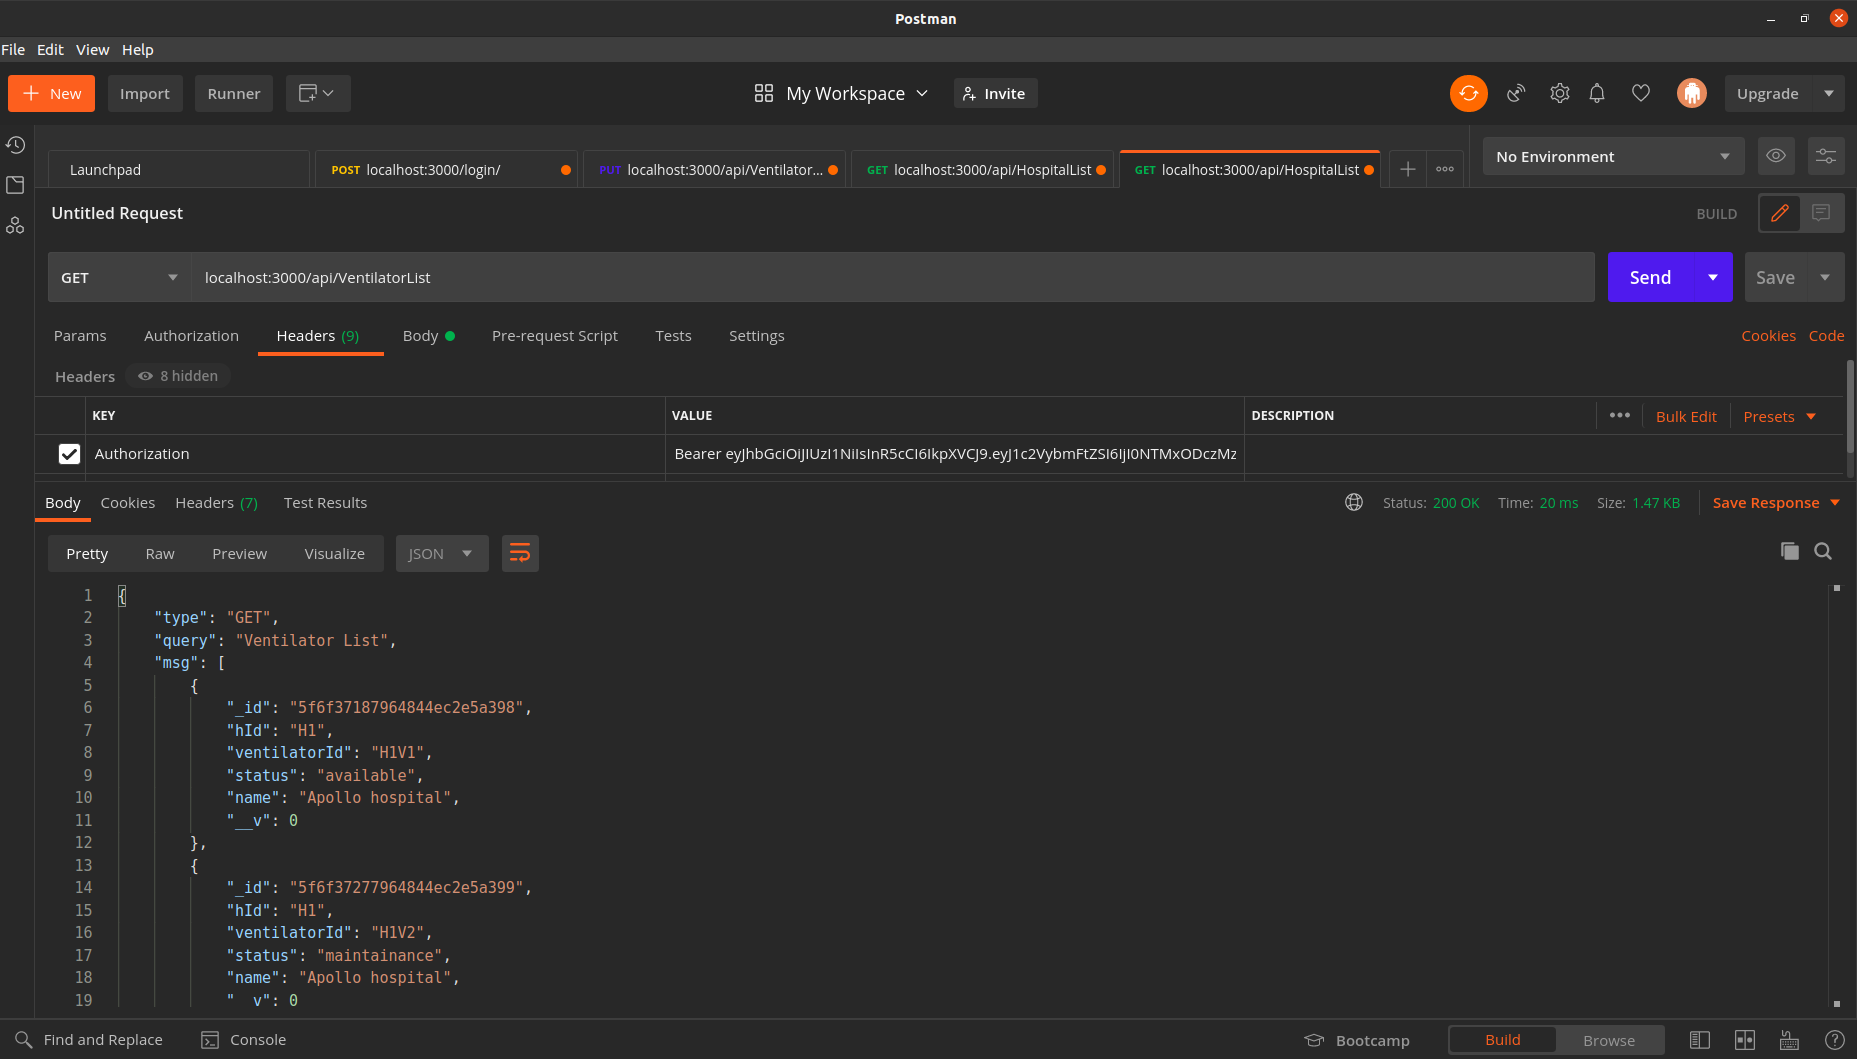 Postman
File Edit View Help
New Import Runner My Workspace Invite Upgrade
Launchpad POST localhost:3000/login/ PUT localhost:3000/api/Ventilator... GET localhost:3000/api/HospitalList GET localhost:3000/api/HospitalList No Environment
Untitled Request BUILD
GET localhost:3000/api/VentilatorList Send Save
Params Authorization Headers (9) Body Pre-request Script Tests Settings Cookies Code
Headers 8 hidden
KEY VALUE DESCRIPTION Bulk Edit Presets
Authorization Bearer eyJhbGciOiJIUzI1NiIsInR5cCI6IkpXVCJ9.eyJ1c2VybmFtZSI6IjI0NTMxODczMz
Body Cookies Headers (7) Test Results Status: 200 OK Time: 20 ms Size: 1.47 KB Save Response
Pretty Raw Preview Visualize JSON
1 {
2 "type": "GET",
3 "query": "Ventilator List",
4 "msg": [
5 {
6 "_id": "5f6f37187964844ec2e5a398",
7 "hId": "H1",
8 "ventilatorId": "H1V1",
9 "status": "available",
10 "name": "Apollo hospital",
11 "__v": 0
12 },
13 {
14 "_id": "5f6f37277964844ec2e5a399",
15 "hId": "H1",
16 "ventilatorId": "H1V2",
17 "status": "maintainance",
18 "name": "Apollo hospital",
19 "__v": 0
Find and Replace Console Bootcamp Build Browse